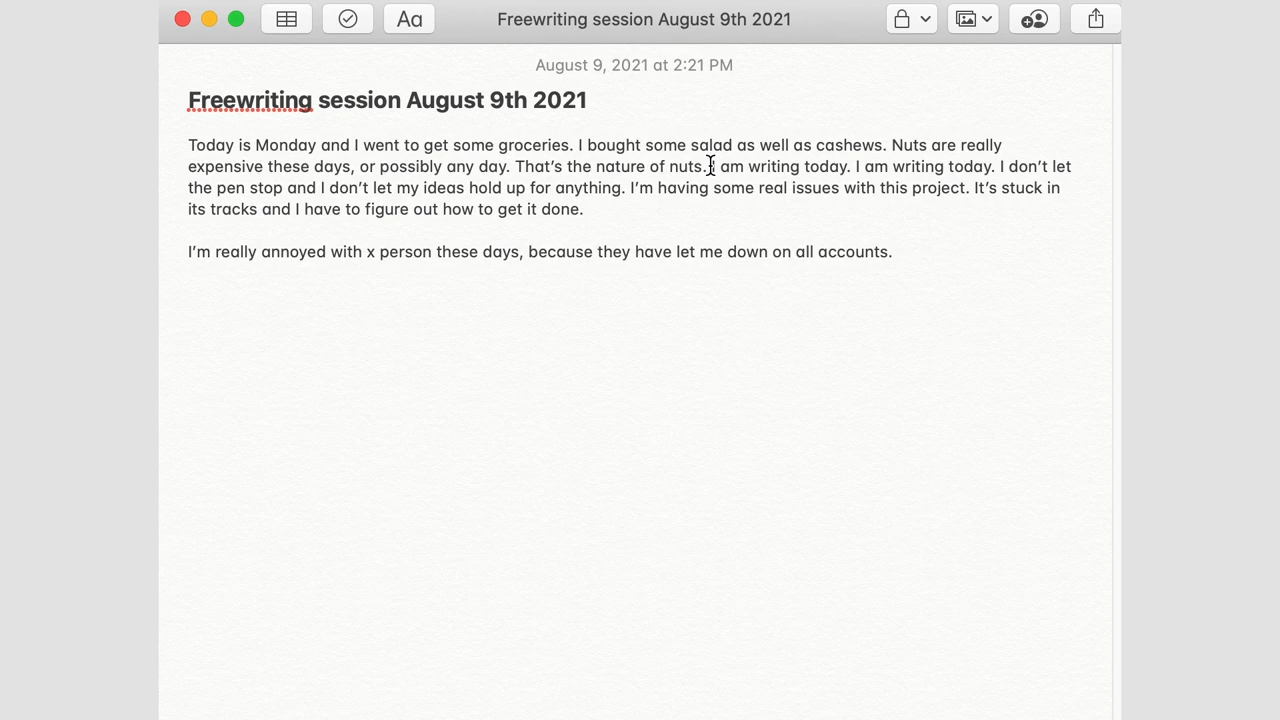 Aa
Freewriting session August 9th 2021
August 9, 2021 at 2:21 PM
Freewriting session August 9th 2021
Today is Monday and I went to get some groceries. I bought some salad as well as cashews. Nuts are really
expensive these days, or possibly any day. That’s the nature of nuts. I am writing today. I am writing today. I don’t let
the pen stop and I don’t let my ideas hold up for anything. I’m having some real issues with this project. It’s stuck in
its tracks and I have to figure out how to get it done.
I’m really annoyed with x person these days, because they have let me down on all accounts.